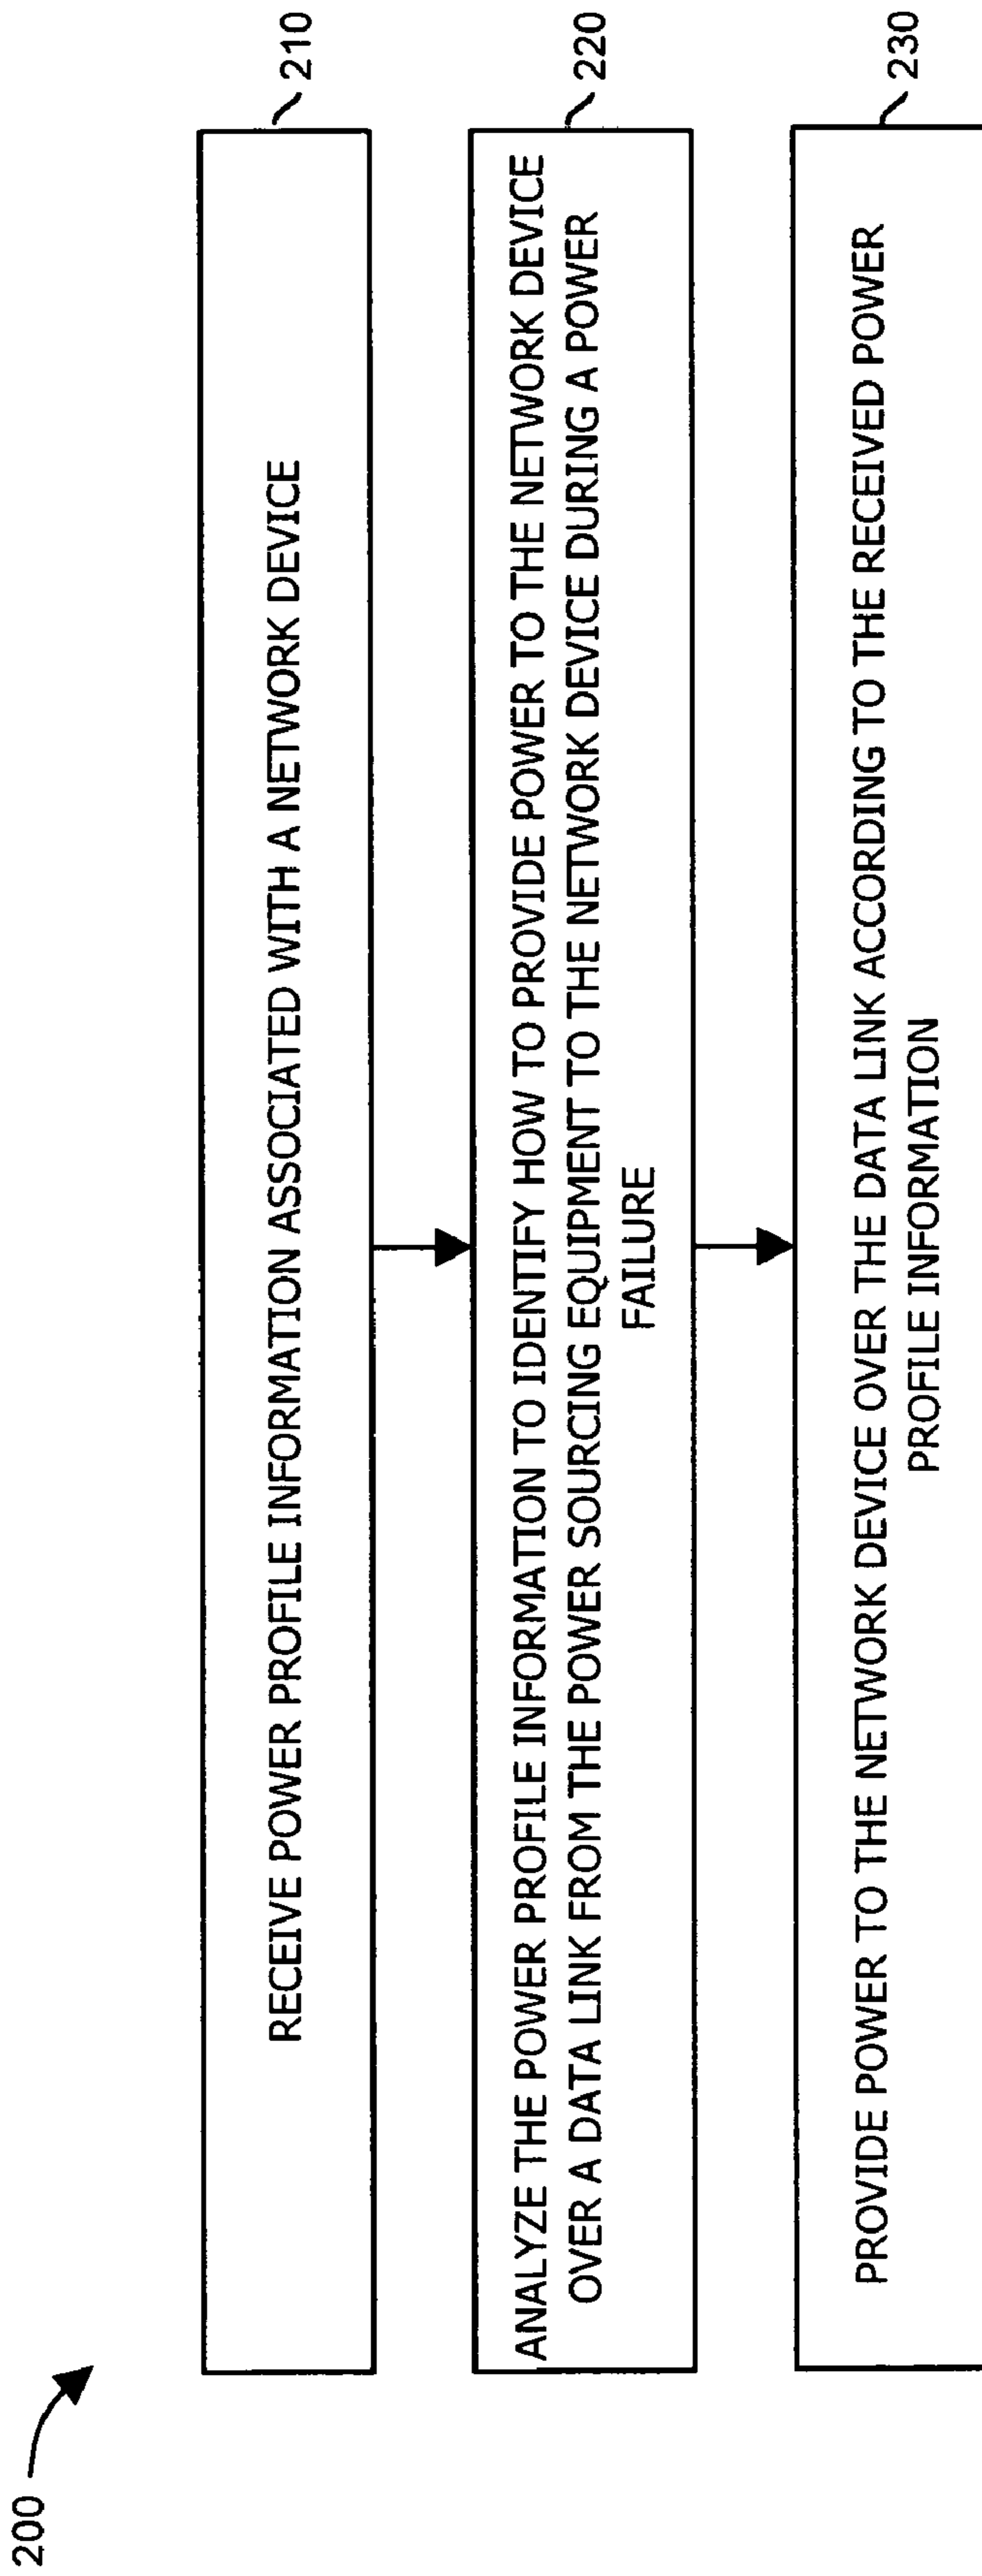 200
RECEIVE POWER PROFILE INFORMATION ASSOCIATED WITH A NETWORK DEVICE
210
ANALYZE THE POWER PROFILE INFORMATION TO IDENTIFY HOW TO PROVIDE POWER TO THE NETWORK DEVICE
OVER A DATA LINK FROM THE POWER SOURCING EQUIPMENT TO THE NETWORK DEVICE DURING A POWER
FAILURE
220
PROVIDE POWER TO THE NETWORK DEVICE OVER THE DATA LINK ACCORDING TO THE RECEIVED POWER
PROFILE INFORMATION
230